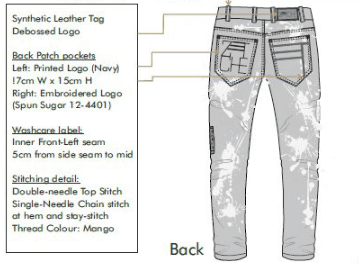 Synthetic Leather Tag
Debossed Logo
Back Patch pockets
Left: Printed Logo (Navy)
!7cm W x 15cm H
Right: Embroidered Logo
(Spun Sugar 12-4401)
Washcare label:
Inner Front-Left seam
5cm from side seam to mid
Stitching detail:
Double-needle Top Stitch
Single-Needle Chain stitch
at hem and stay-stitch
Thread Colour: Mango
Back